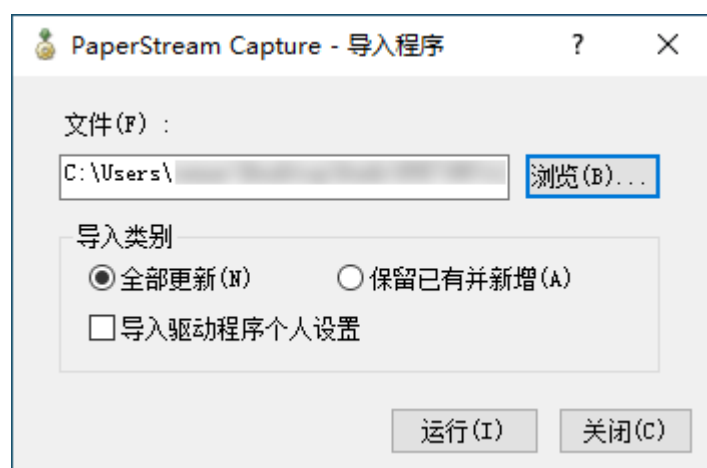 PaperStream Capture - 导入程序 ? ×
文件(F) :
C:\Users\
浏览(B)...
导入类别
全部更新(N) 保留已有并新增(A)
导入驱动程序个人设置
运行(I) 关闭(C)